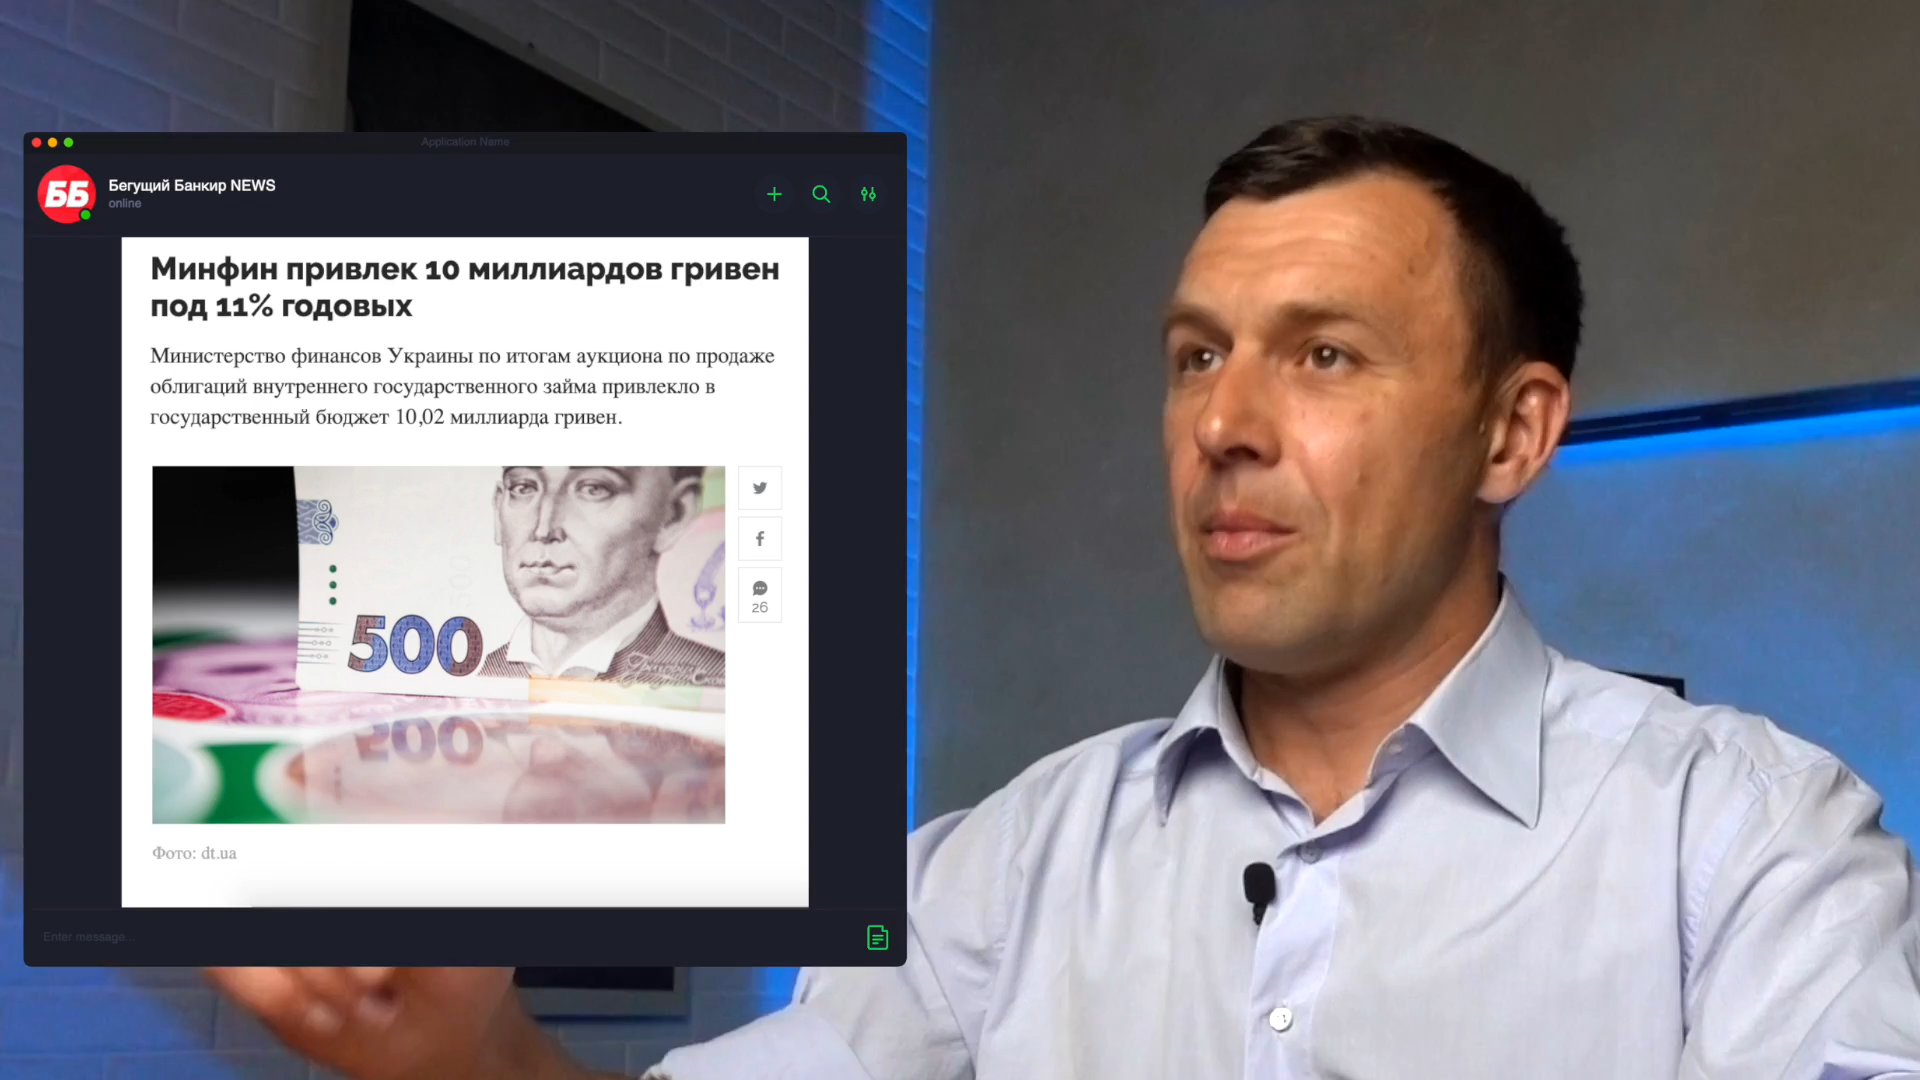 Application Name
ББ
Бегущий Банкир NEWS
online
Минфин привлек 10 миллиардов гривен
под 11% годовых
Министерство финансов Украины по итогам аукциона по продаже
облигаций внутреннего государственного займа привлекло в
государственный бюджет 10,02 миллиарда гривен.
500
500
26
Фото: dt.ua
Enter message...